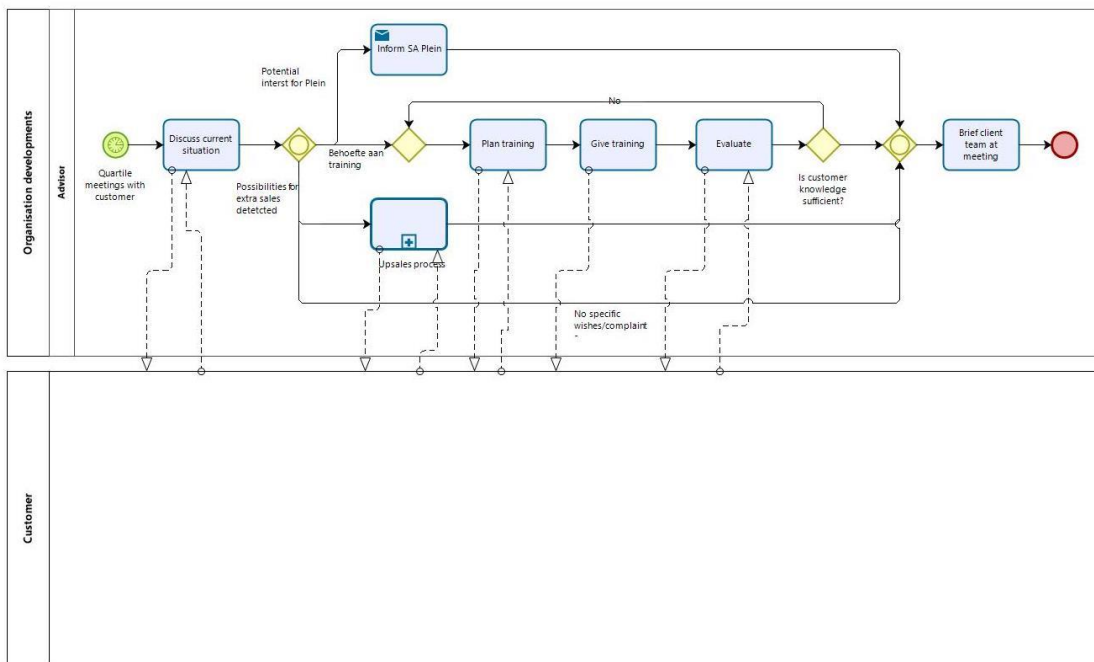 Organisation developments
Advisor
Quartile
meetings with
customer
Discuss current
situation
Potential
interst for Plein
Inform SA Plein
Behoefte aan
training
Possibilities for
extra sales
detetcted
No
Plan training
Give training
Evaluate
Is customer
knowledge
sufficient?
Brief client
team at
meeting
Upsales process
No specific
wishes/complaint
-
Customer